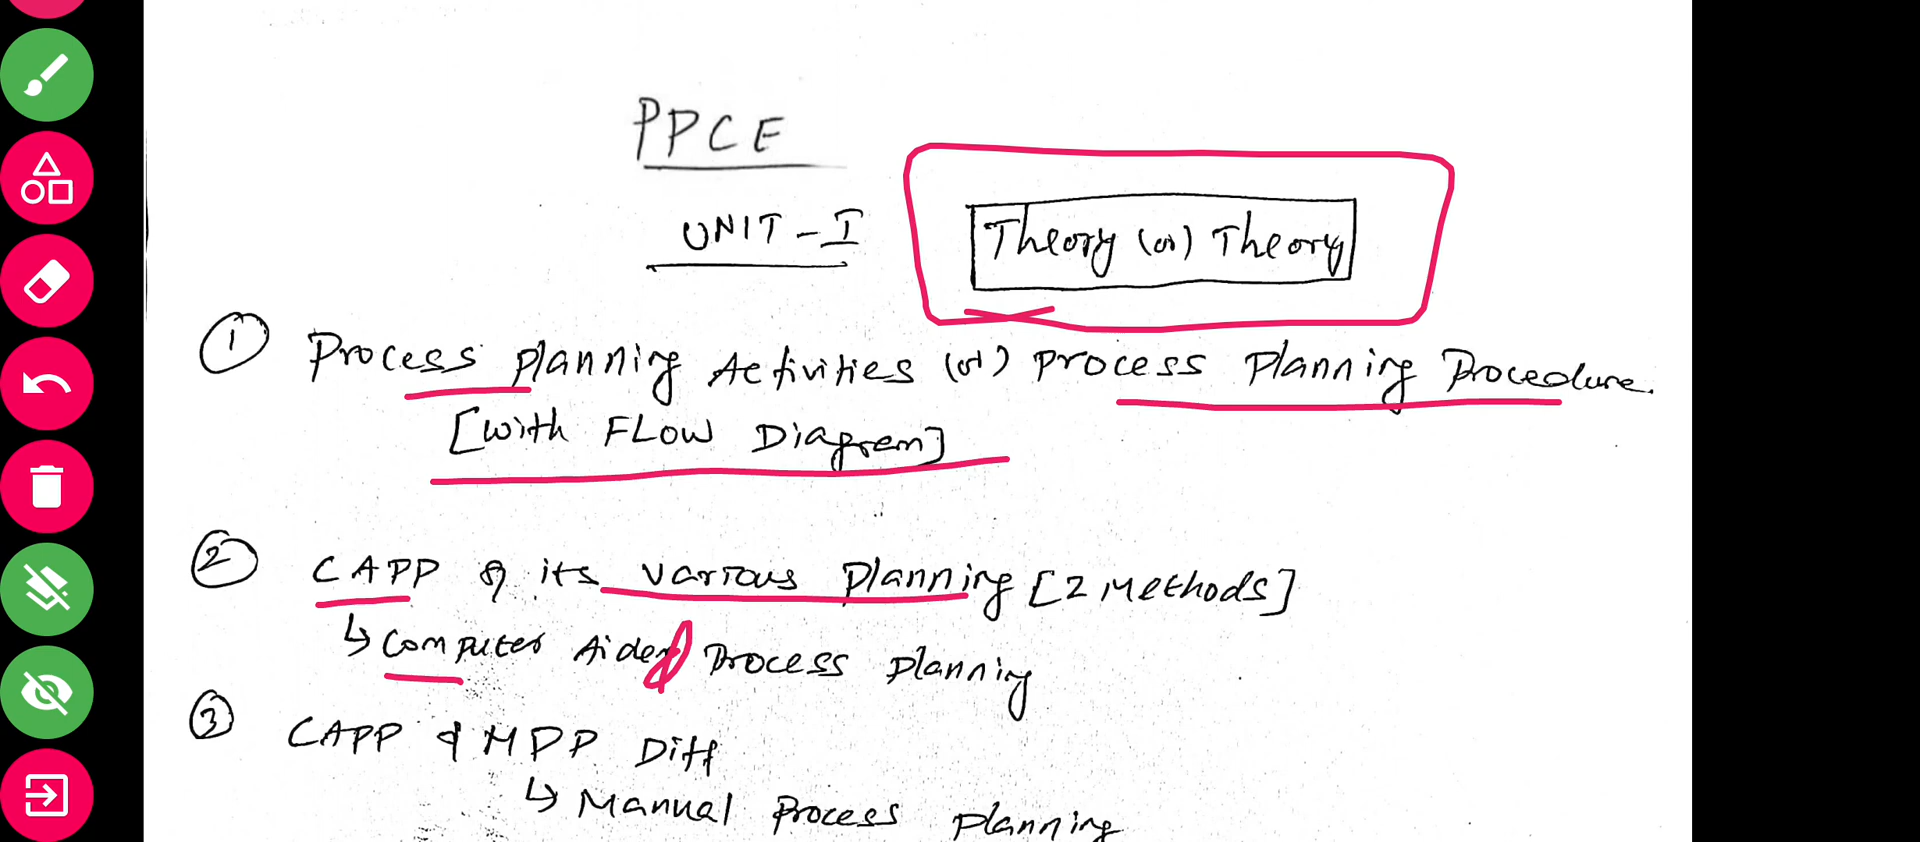 PPCE
UNIT - I
Theory (or) Theory
① Process planning Activities (or) Process Planning Procedure.
[with FLOW Diagram]
② CAPP & its various Planning [2 Methods]
↳ Computer Aided Process Planning
③ CAPP & MPP Diff
↳ Manual Process Planning